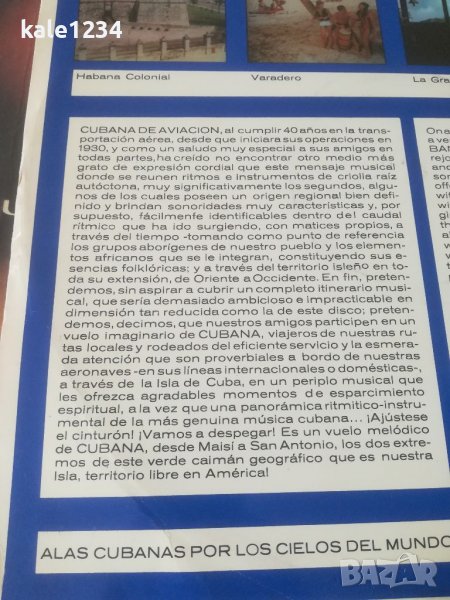 kale1234
Habana Colonial
Varadero
La Gra
CUBANA DE AVIACION, al cumplir 40 años en la trans-
portación aérea, desde que iniciara sus operaciones en
1930, y como un saludo muy especial a sus amigos en
todas partes, ha creído no encontrar otro medio más
grato de expresión cordial que este mensaje musical
donde se reunen ritmos e instrumentos de criolla raíz
autóctona, muy significativamente los segundos, algu-
nos de los cuales poseen un origen regional bien defi-
nido y brindan sonoridades muy características y, por
supuesto, fácilmente identificables dentro del caudal
rítmico que ha ido surgiendo, con matices propios, a
través del tiempo -tomando como punto de referencia
los grupos aborígenes de nuestro pueblo y los elemen-
tos africanos que se le integran, constituyendo sus e-
sencias folklóricas; y a través del territorio isleño en to-
da su extensión, de Oriente a Occidente. En fin, preten-
demos, sin aspirar a cubrir un completo itinerario musi-
cal, que sería demasiado ambicioso e impracticable en
dimensión tan reducida como la de este disco; preten-
demos, decimos, que nuestros amigos participen en un
vuelo imaginario de CUBANA, viajeros de nuestras ru-
tas locales y rodeados del eficiente servicio y la esmera-
da atención que son proverbiales a bordo de nuestras
aeronaves -en sus líneas internacionales o domésticas-,
a través de la Isla de Cuba, en un periplo musical que
les ofrezca agradables momentos de esparcimiento
espiritual, a la vez que una panorámica ritmitico-instru-
mental de la más genuina música cubana... ¡Ajústese
el cinturón! ¡Vamos a despegar! Es un vuelo melódico
de CUBANA, desde Maisí a San Antonio, los dos extre-
mos de este verde caimán geográfico que es nuestra
Isla, territorio libre en América!
On a
a ve
BAN
rejo
ALAS CUBANAS POR LOS CIELOS DEL MUNDO
BAZAR